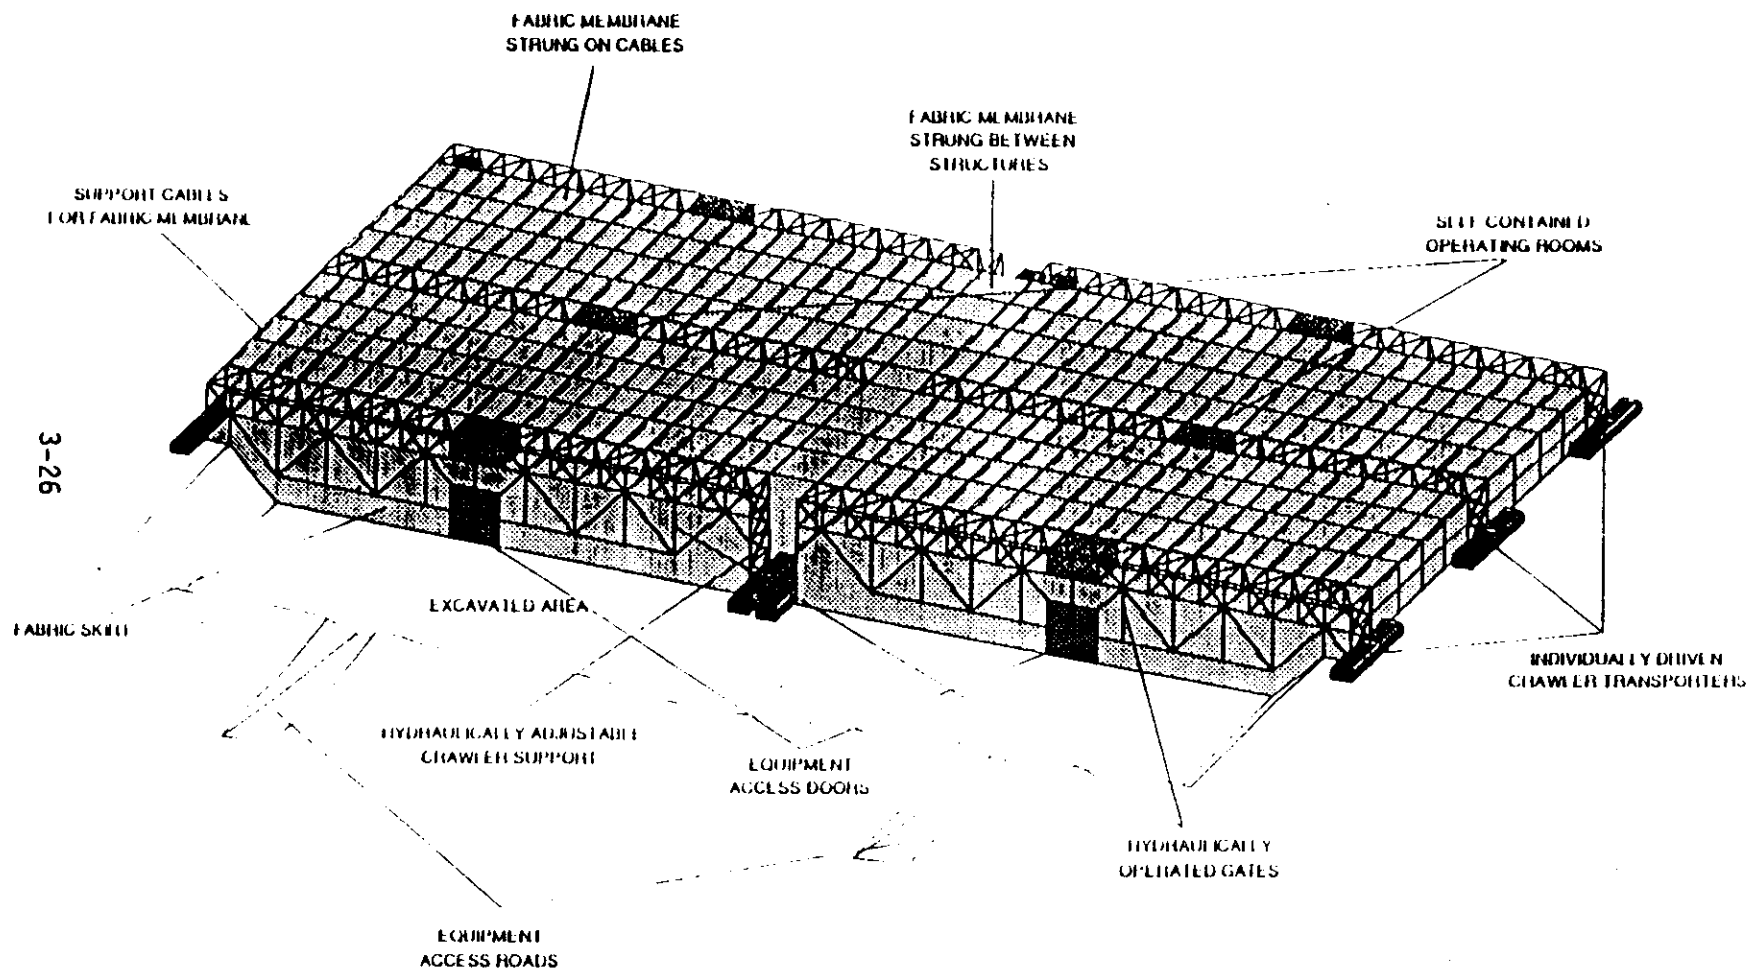 FABRIC MEMBRANE
STRUNG ON CABLES
FABRIC MEMBRANE
STRUNG BETWEEN
STRUCTURES
SUPPORT CABLES
FOR FABRIC MEMBRANE
SELF CONTAINED
OPERATING ROOMS
3-26
FABRIC SKIRT
EXCAVATED AREA
INDIVIDUALLY DRIVEN
CRAWLER TRANSPORTERS
HYDRAULICALLY ADJUSTABLE
CRAWLER SUPPORT
EQUIPMENT
ACCESS DOORS
HYDRAULICALLY
OPERATED GATES
EQUIPMENT
ACCESS ROADS